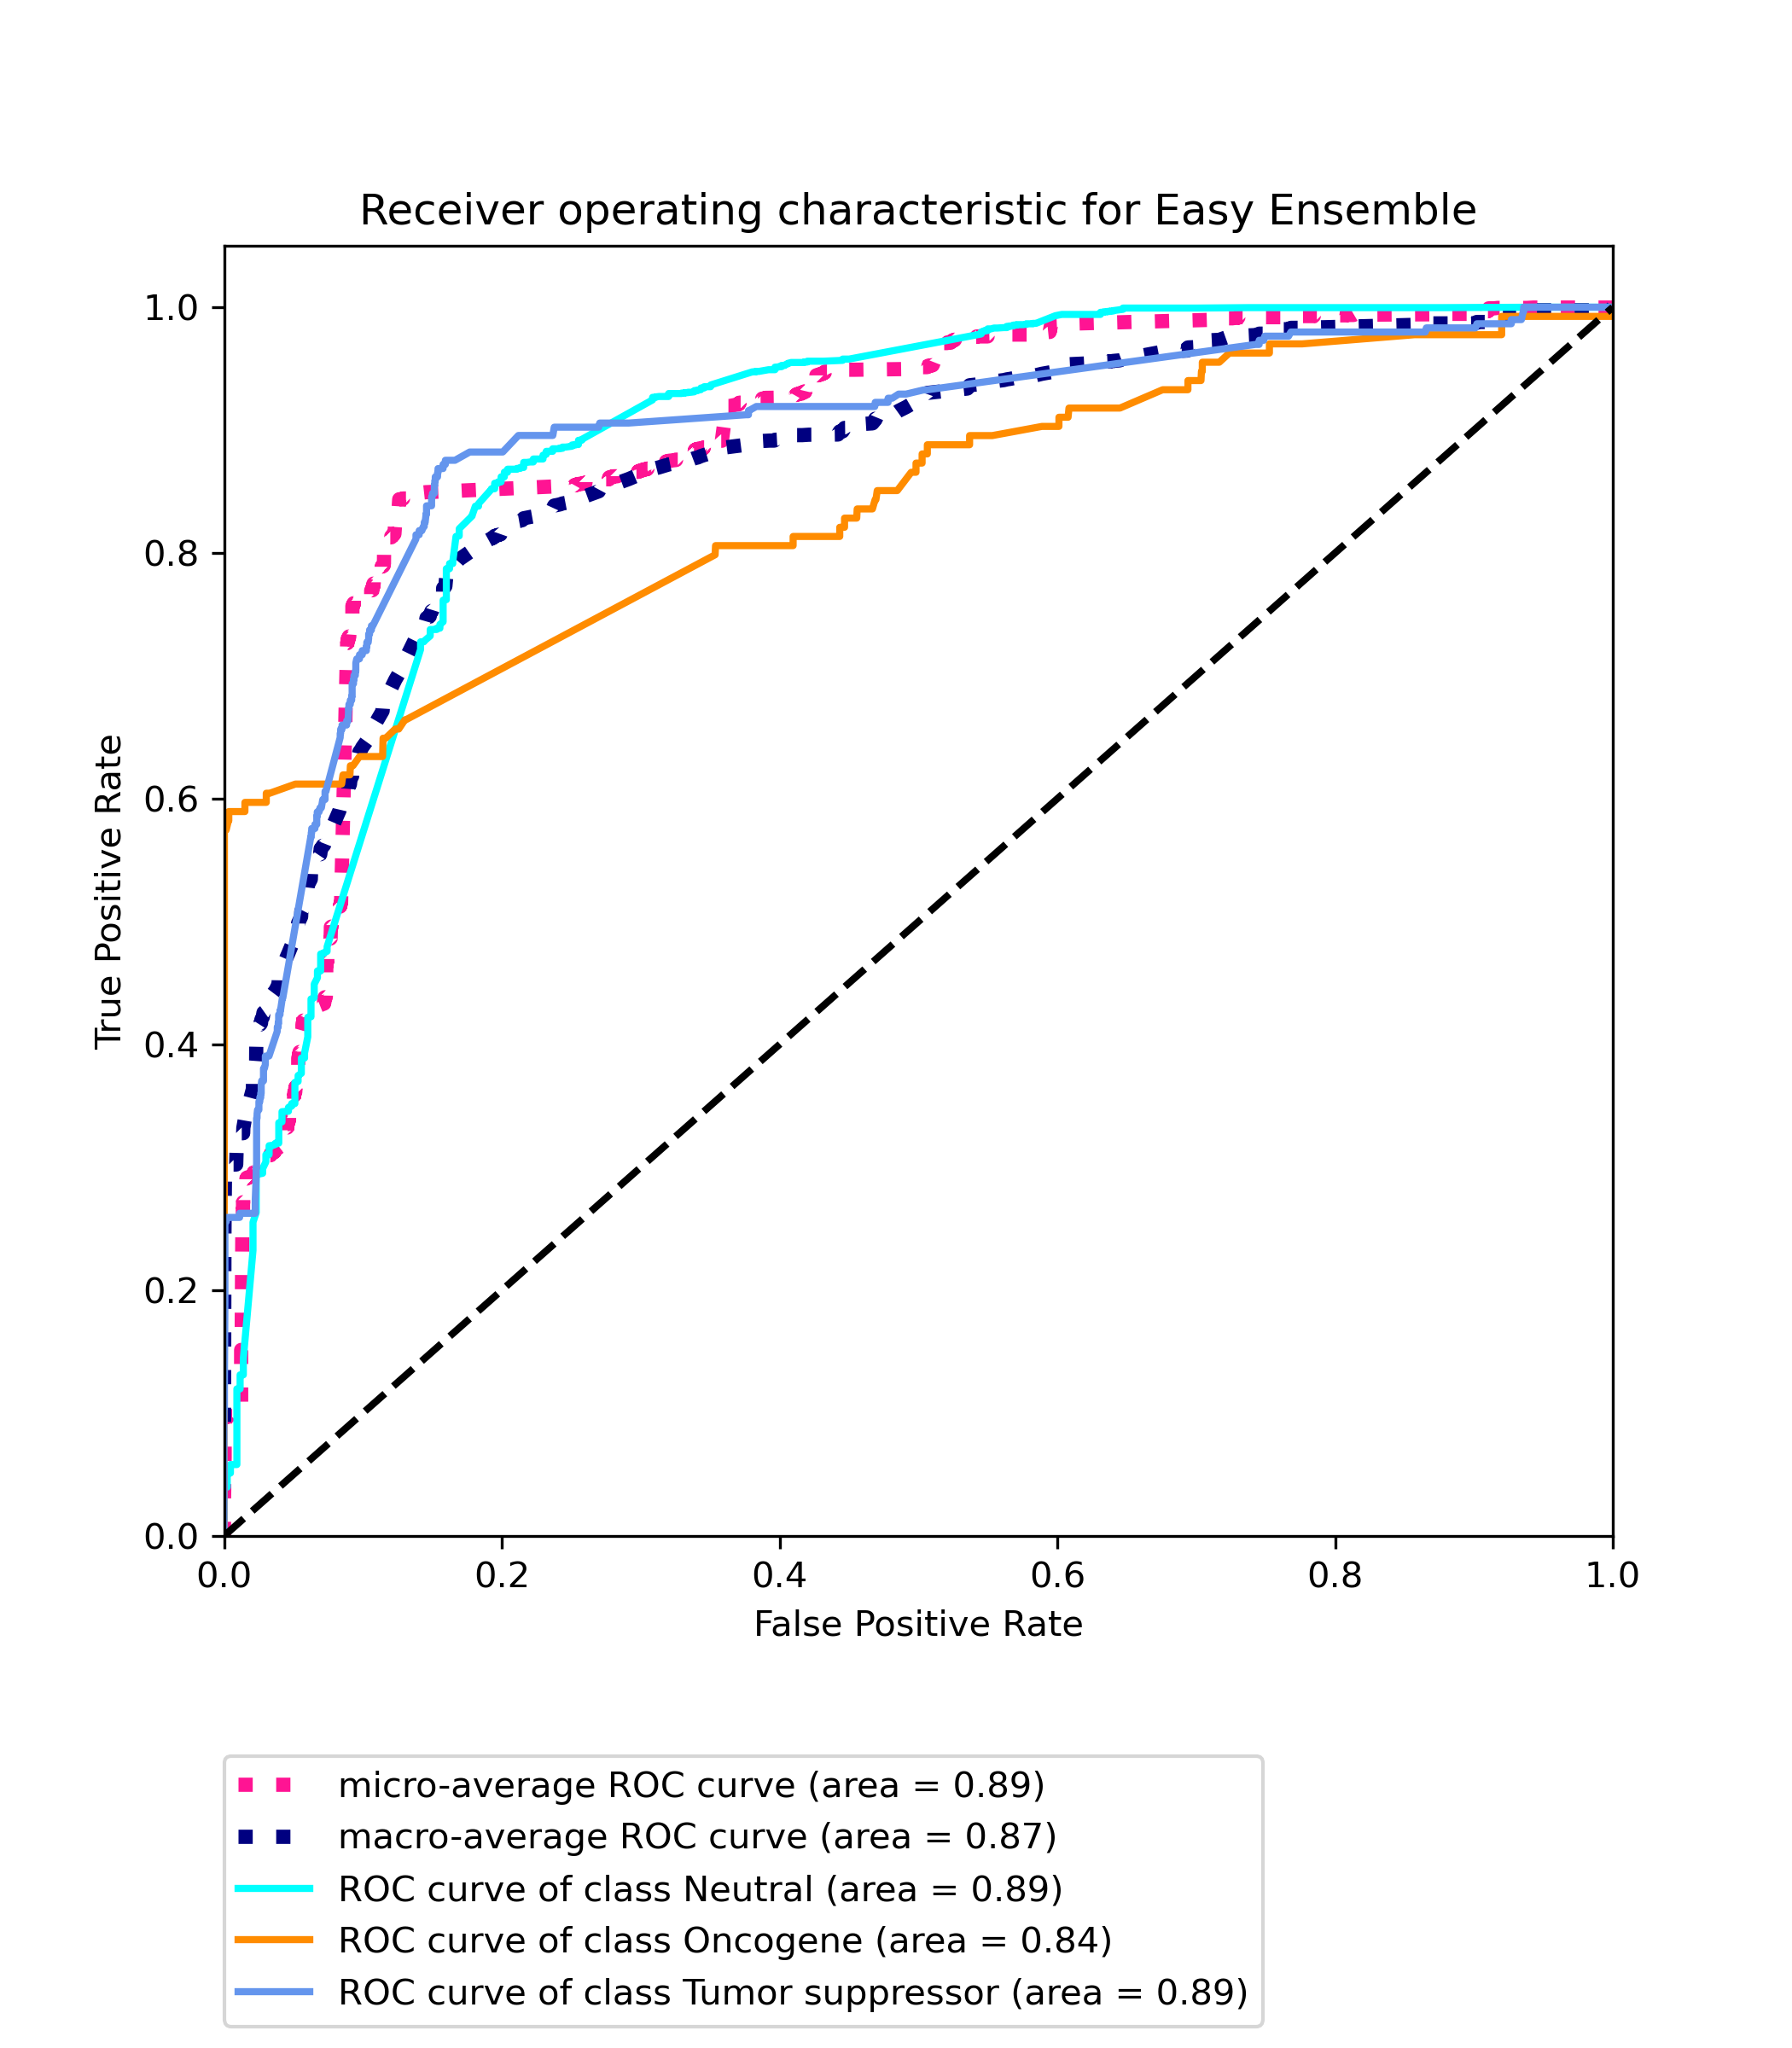 Receiver operating characteristic for Easy Ensemble
1.0
0.8
0.6
0.4
0.2
0.0
True Positive Rate
0.0 0.2 0.4 0.6 0.8 1.0
False Positive Rate
micro-average ROC curve (area = 0.89)
macro-average ROC curve (area = 0.87)
ROC curve of class Neutral (area = 0.89)
ROC curve of class Oncogene (area = 0.84)
ROC curve of class Tumor suppressor (area = 0.89)